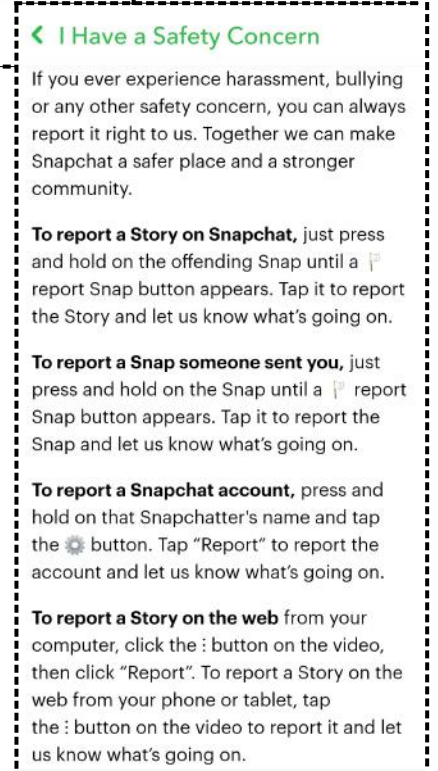 I Have a Safety Concern
If you ever experience harassment, bullying
or any other safety concern, you can always
report it right to us. Together we can make
Snapchat a safer place and a stronger
community.
To report a Story on Snapchat, just press
and hold on the offending Snap until a
report Snap button appears. Tap it to report
the Story and let us know what's going on.
To report a Snap someone sent you, just
press and hold on the Snap until a report
Snap button appears. Tap it to report the
Snap and let us know what's going on.
To report a Snapchat account, press and
hold on that Snapchatter's name and tap
the ⚙ button. Tap “Report” to report the
account and let us know what's going on.
To report a Story on the web from your
computer, click the ⋮ button on the video,
then click “Report”. To report a Story on the
web from your phone or tablet, tap
the ⋮ button on the video to report it and let
us know what's going on.